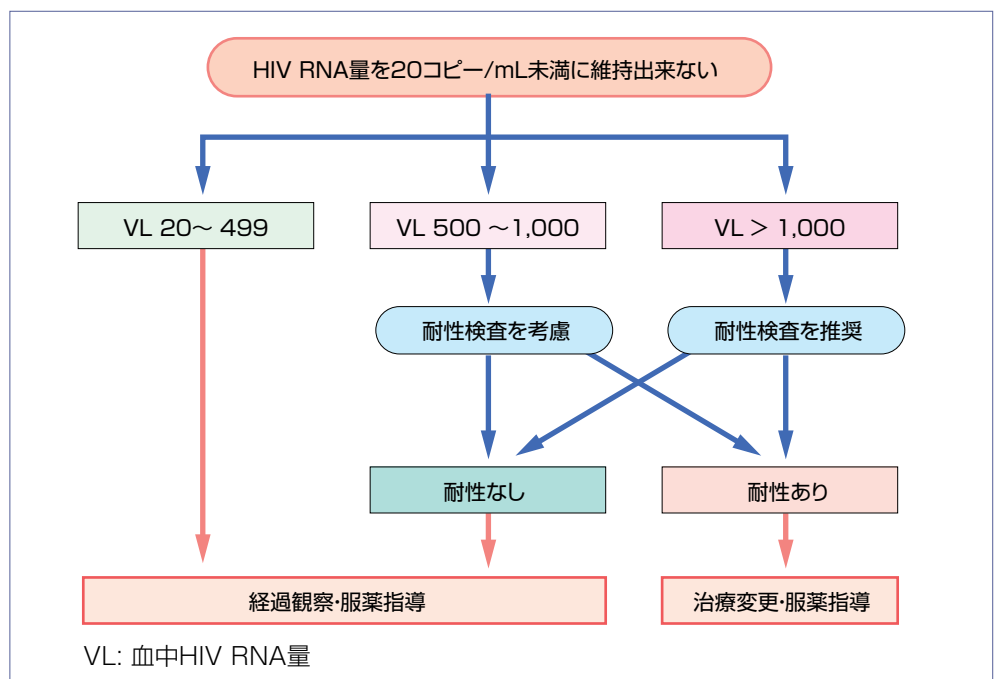 HIV RNA量を20コピー/mL未満に維持出来ない
VL 20～ 499
VL 500 ～1,000
VL > 1,000
耐性検査を考慮
耐性検査を推奨
耐性なし
耐性あり
経過観察・服薬指導
治療変更・服薬指導
VL: 血中HIV RNA量